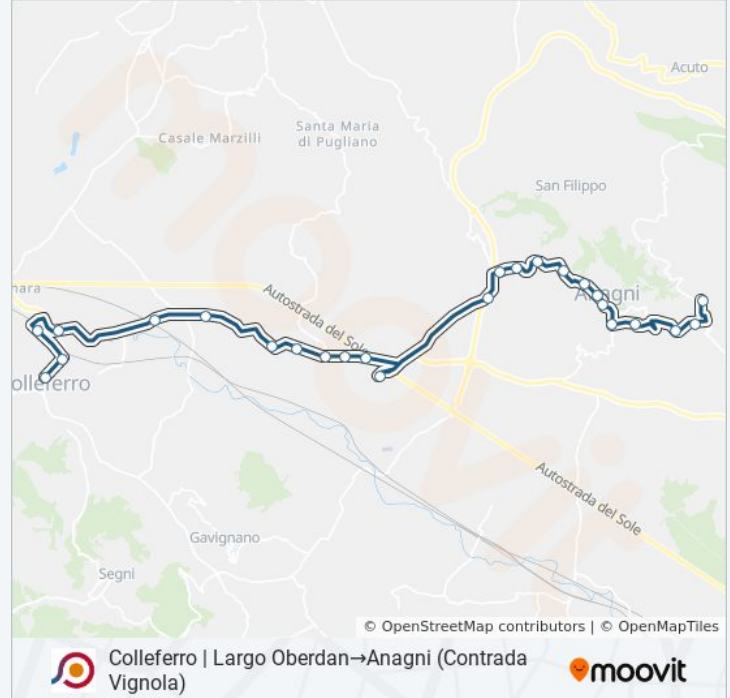 Acuto
Santa Maria
di Pugliano
Casale Marzilli
San Filippo
nara
Autostrada del Sole
Anagni
olleferro
Autostrada del Sole
Gavignano
Segni
© OpenStreetMap contributors | © OpenMapTiles
Colleferro | Largo Oberdan→Anagni (Contrada
Vignola)
moovit
moovit